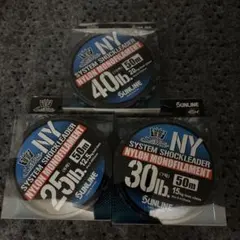 NY
SYSTEM SHOCKLEADER
NYLON MONOFILAMENT
40lb.
50m
SUNLINE
NY
SYSTEM SHOCKLEADER
NYLON MONOFILAMENT
25lb.
50m
SUNLINE
NY
SYSTEM SHOCKLEADER
NYLON MONOFILAMENT
30lb.
50m
SUNLINE